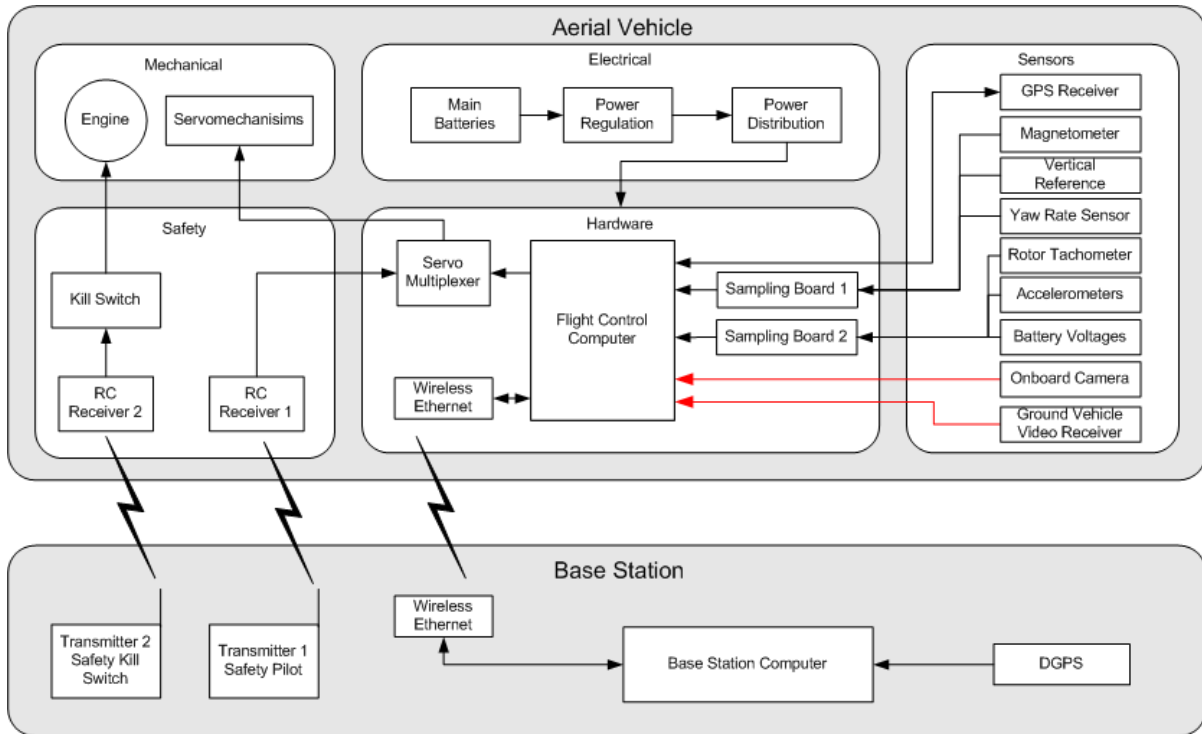 Aerial Vehicle
Mechanical
Engine
Servomechanisims
Electrical
Main
Batteries
Power
Regulation
Power
Distribution
Sensors
GPS Receiver
Magnetometer
Vertical
Reference
Yaw Rate Sensor
Rotor Tachometer
Accelerometers
Battery Voltages
Onboard Camera
Ground Vehicle
Video Receiver
Safety
Kill Switch
RC
Receiver 2
RC
Receiver 1
Hardware
Servo
Multiplexer
Flight Control
Computer
Sampling Board 1
Sampling Board 2
Wireless
Ethernet
Base Station
Transmitter 2
Safety Kill
Switch
Transmitter 1
Safety Pilot
Wireless
Ethernet
Base Station Computer
DGPS